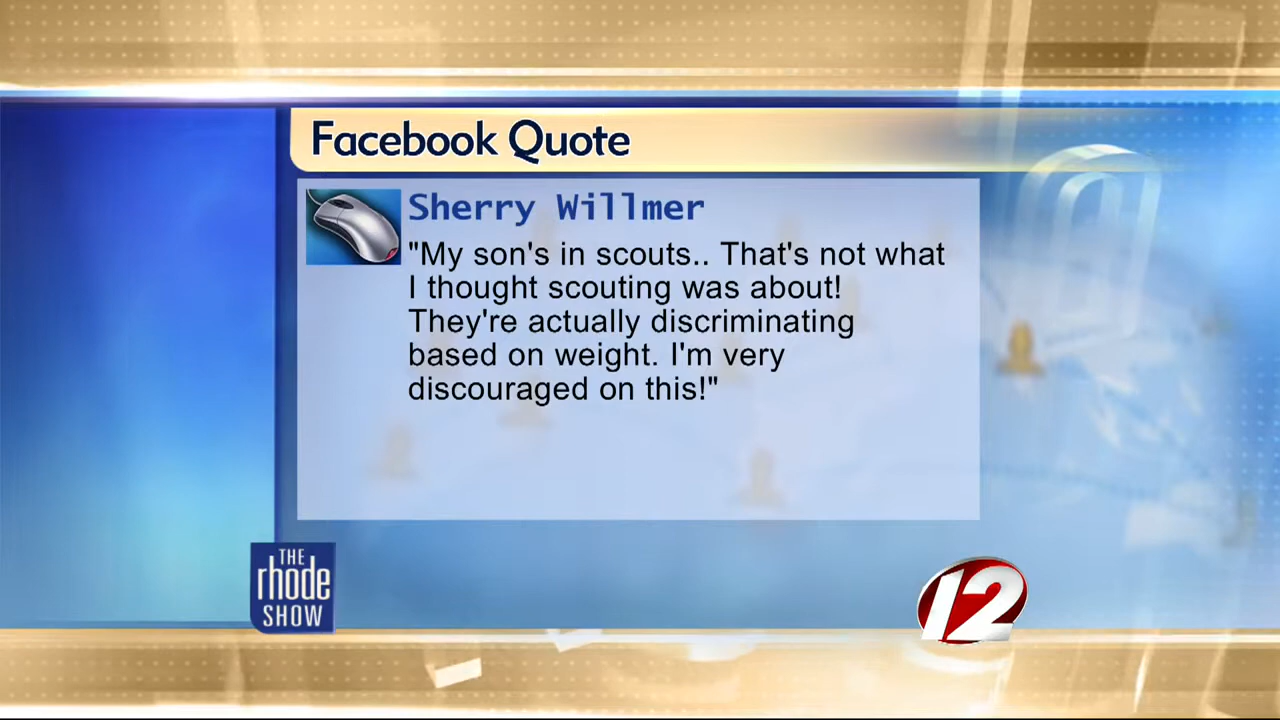 Facebook Quote
Sherry Willmer
"My son's in scouts.. That's not what
I thought scouting was about!
They're actually discriminating
based on weight. I'm very
discouraged on this!"
THE
rhode
SHOW
12